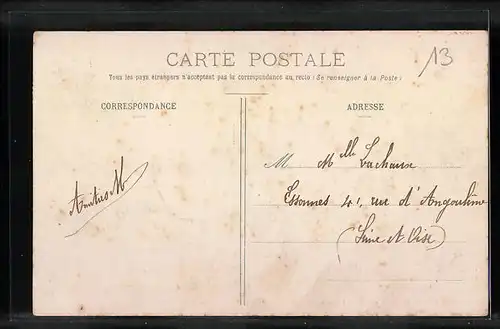 CARTE POSTALE
13
Tous les pays étrangers n'acceptent pas la correspondance au recto (Se renseigner à la Poste)
CORRESPONDANCE
ADRESSE
M Mlle Lachaux
Essonnes 41, rue d'Angoulême
(Seine et Oise)
Amitiés M